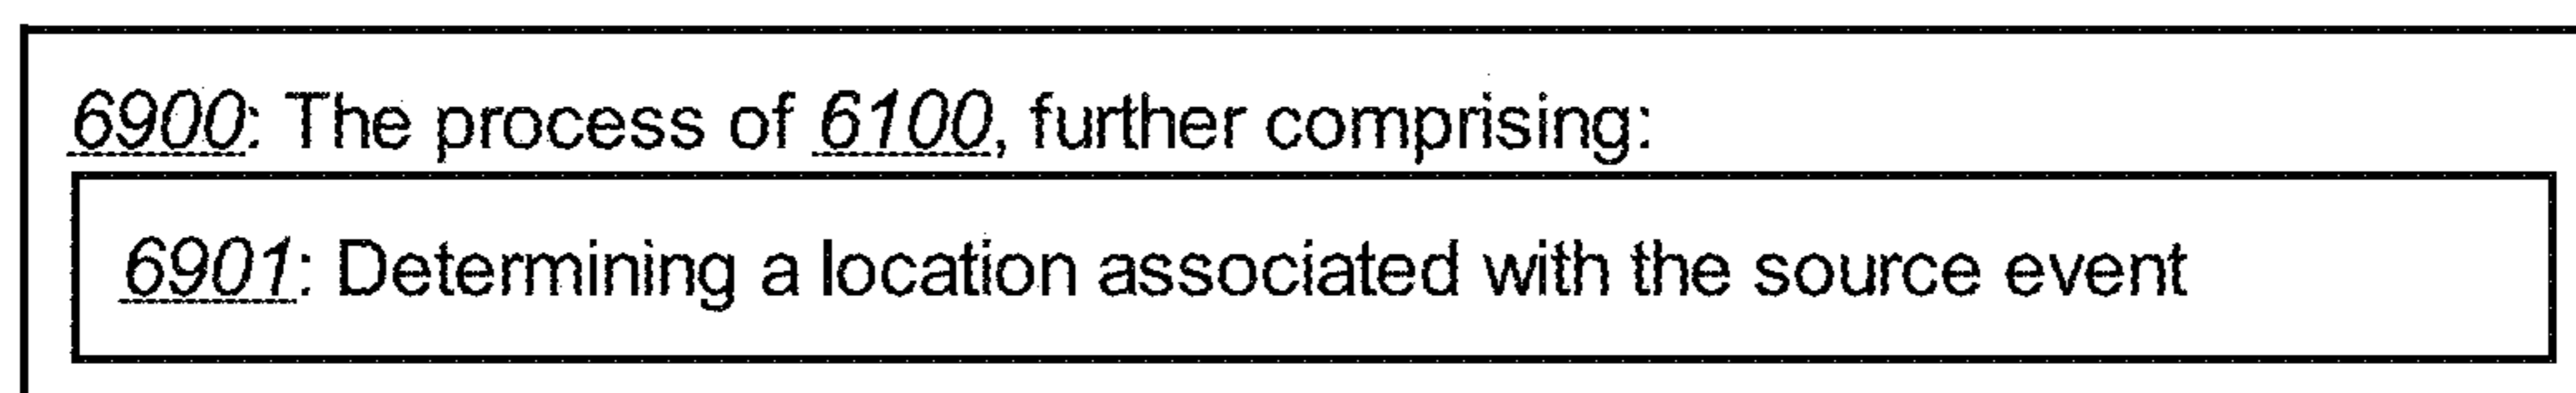 6900: The process of 6100, further comprising:
6901: Determining a location associated with the source event